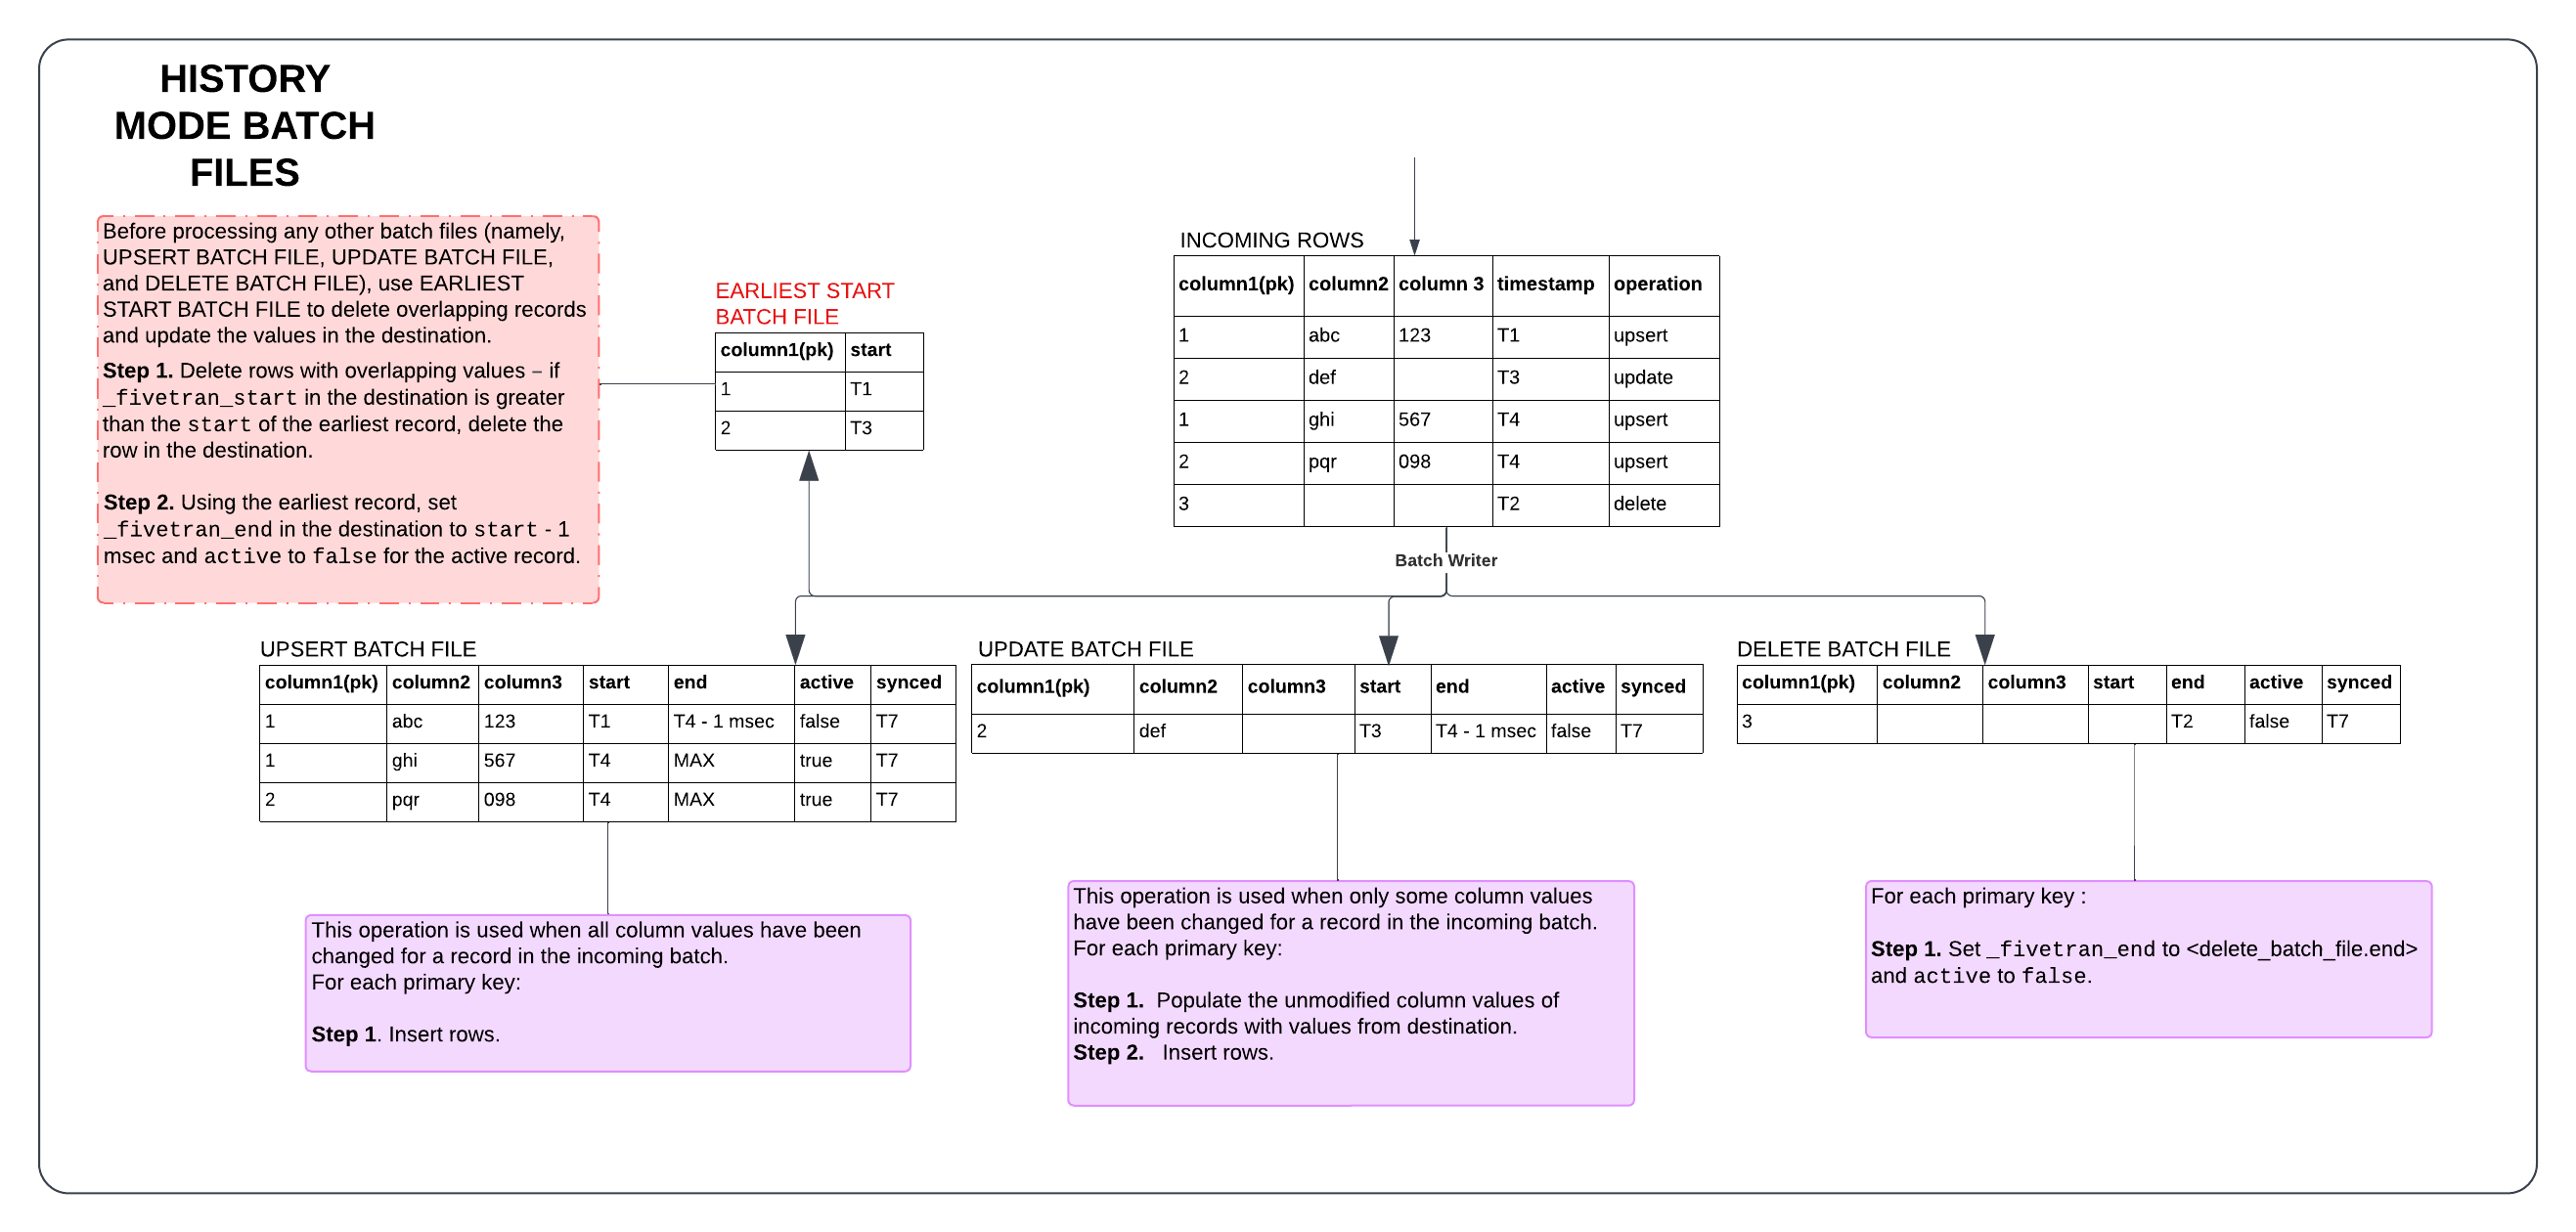 HISTORY
MODE BATCH
FILES
Before processing any other batch files (namely,
UPSERT BATCH FILE, UPDATE BATCH FILE,
and DELETE BATCH FILE), use EARLIEST
START BATCH FILE to delete overlapping records
and update the values in the destination.
Step 1. Delete rows with overlapping values – if
_fivetran_start in the destination is greater
than the start of the earliest record, delete the
row in the destination.
Step 2. Using the earliest record, set
_fivetran_end in the destination to start - 1
msec and active to false for the active record.
EARLIEST START
BATCH FILE
column1(pk) start
1 T1
2 T3
INCOMING ROWS
column1(pk) column2 column 3 timestamp operation
1 abc 123 T1 upsert
2 def T3 update
1 ghi 567 T4 upsert
2 pqr 098 T4 upsert
3 T2 delete
Batch Writer
UPSERT BATCH FILE
column1(pk) column2 column3 start end active synced
1 abc 123 T1 T4 - 1 msec false T7
1 ghi 567 T4 MAX true T7
2 pqr 098 T4 MAX true T7
This operation is used when all column values have been
changed for a record in the incoming batch.
For each primary key:
Step 1. Insert rows.
UPDATE BATCH FILE
column1(pk) column2 column3 start end active synced
2 def T3 T4 - 1 msec false T7
This operation is used when only some column values
have been changed for a record in the incoming batch.
For each primary key:
Step 1. Populate the unmodified column values of
incoming records with values from destination.
Step 2. Insert rows.
DELETE BATCH FILE
column1(pk) column2 column3 start end active synced
3 T2 false T7
For each primary key :
Step 1. Set _fivetran_end to <delete_batch_file.end>
and active to false.